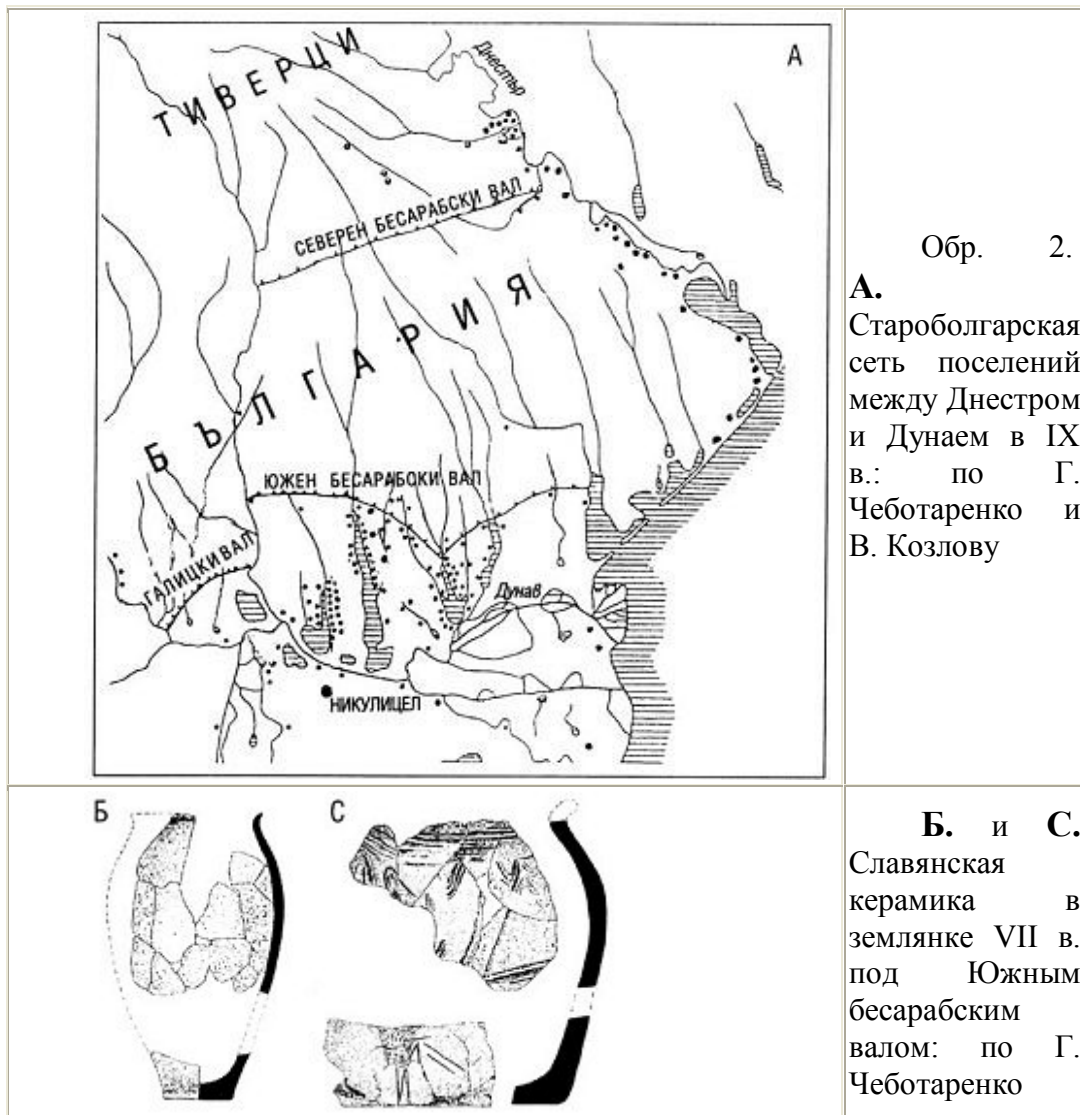 А
Днестър
ТИВЕРЦИ
СЕВЕРЕН БЕСАРАБСКИ ВАЛ
БЪЛГАРИЯ
ЮЖЕН БЕСАРАБСКИ ВАЛ
ГАЛИЦКИ ВАЛ
Дунав
НИКУЛИЦЕЛ
Обр. 2.
А.
Староболгарская
сеть поселений
между Днестром
и Дунаем в IX
в.: по Г.
Чеботаренко и
В. Козлову
Б
С
Б. и С.
Славянская
керамика в
землянке VII в.
под Южным
бесарабским
валом: по Г.
Чеботаренко